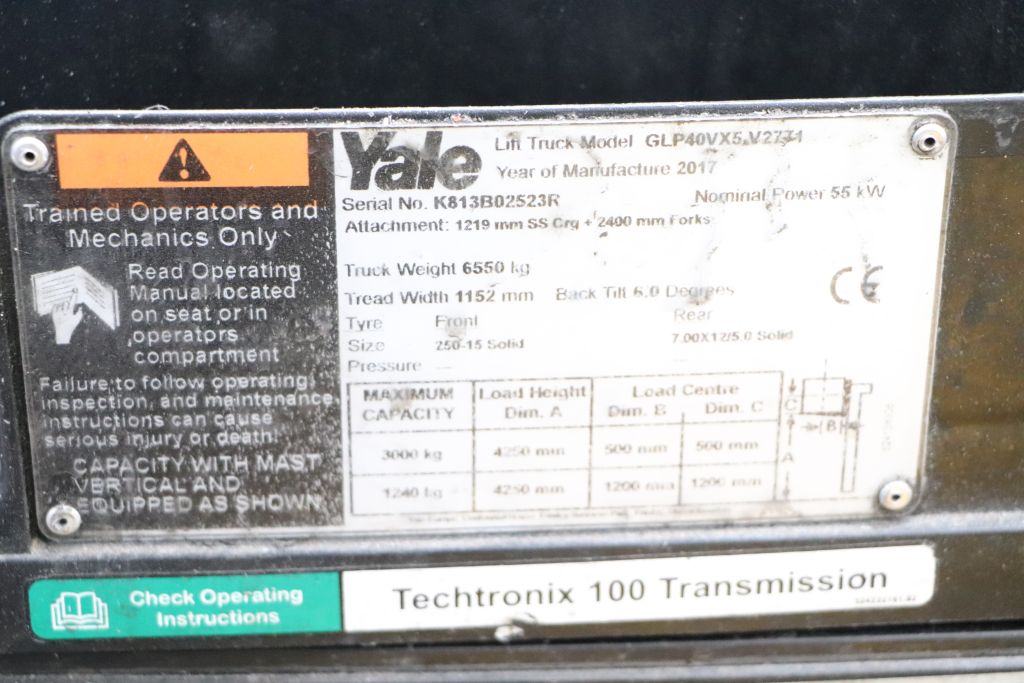 Trained Operators and
Mechanics Only
Read Operating
Manual located
on seat or in
operators
compartment
Failure to follow operating,
inspection, and maintenance
instructions can cause
serious injury or death!
CAPACITY WITH MAST
VERTICAL AND
EQUIPPED AS SHOWN
Yale
Lift Truck Model GLP40VX5
Year of Manufacture 2017
Serial No. K813B02523R
Nominal Power 55 kW
Attachment: 1219 mm SS Crg + 2400 mm Forks
Truck Weight 6550 kg
Tread Width 1152 mm Back Tilt 6.0 Degrees
Tyre Front Rear
Size 250-15 Solid 7.00X12/5.0 Solid
Pressure
MAXIMUM CAPACITY Load Height Dim. A Load Centre Dim. B Dim. C
3000 kg 4250 mm 500 mm 500 mm
1240 kg 4250 mm 1200 mm 1200 mm
C
B
A
CE
Check Operating
Instructions
Techtronix 100 Transmission